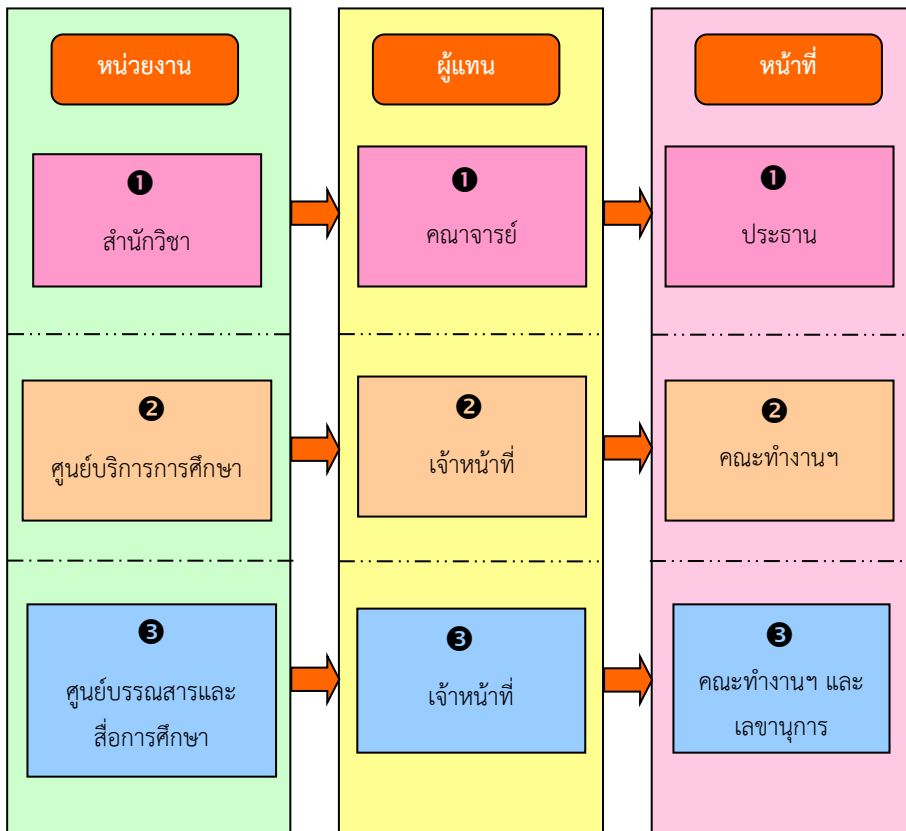 หน่วยงาน
ผู้แทน
หน้าที่
❶
สำนักวิชา
❶
คณาจารย์
❶
ประธาน
❷
ศูนย์บริการการศึกษา
❷
เจ้าหน้าที่
❷
คณะทำงานฯ
❸
ศูนย์บรรณสารและ
สื่อการศึกษา
❸
เจ้าหน้าที่
❸
คณะทำงานฯ และ
เลขานุการ